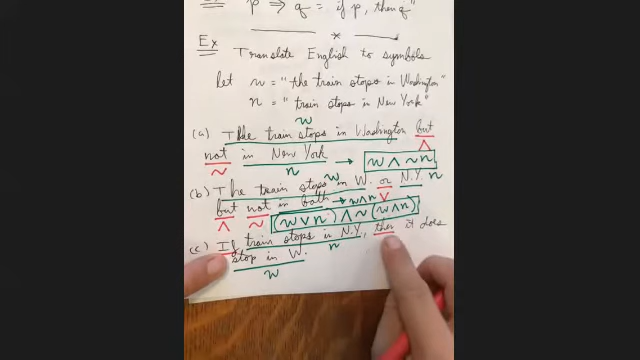 Ex p ⇒ q = "if p, then q"
Ex Translate English to symbols
let w = "the train stops in Washington"
n = "train stops in New York"
w
(a) The train stops in Washington but
∧
not in New York → w ∧ ~n
~ n
(b) The train stops in W. or N.Y. n
w ∨
but not in both → w∧n
∧ ~ (w ∨ n) ∧ ~(w ∧ n)
(c) If train stops in N.Y., then it does
n
stop in W.
w